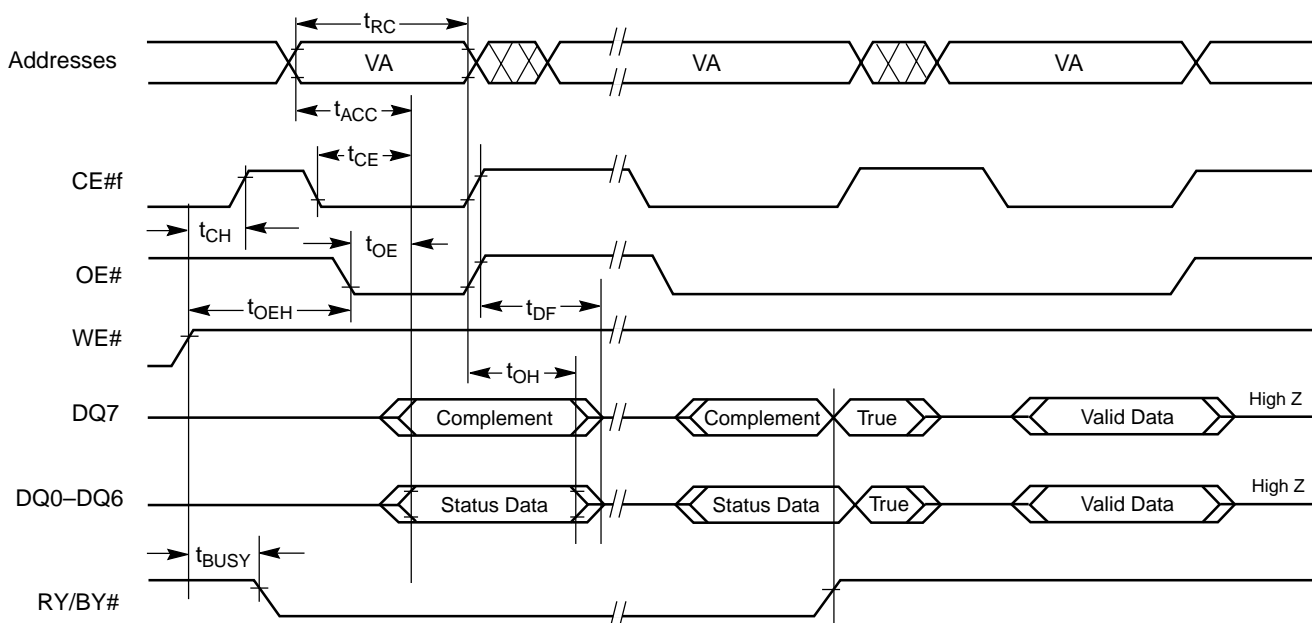 tRC
Addresses VA VA VA
tACC
tCE
CE#f
tCH tOE
OE#
tOEH tDF
WE#
tOH
DQ7 Complement Complement True Valid Data High Z
DQ0–DQ6 Status Data Status Data True Valid Data High Z
tBUSY
RY/BY#